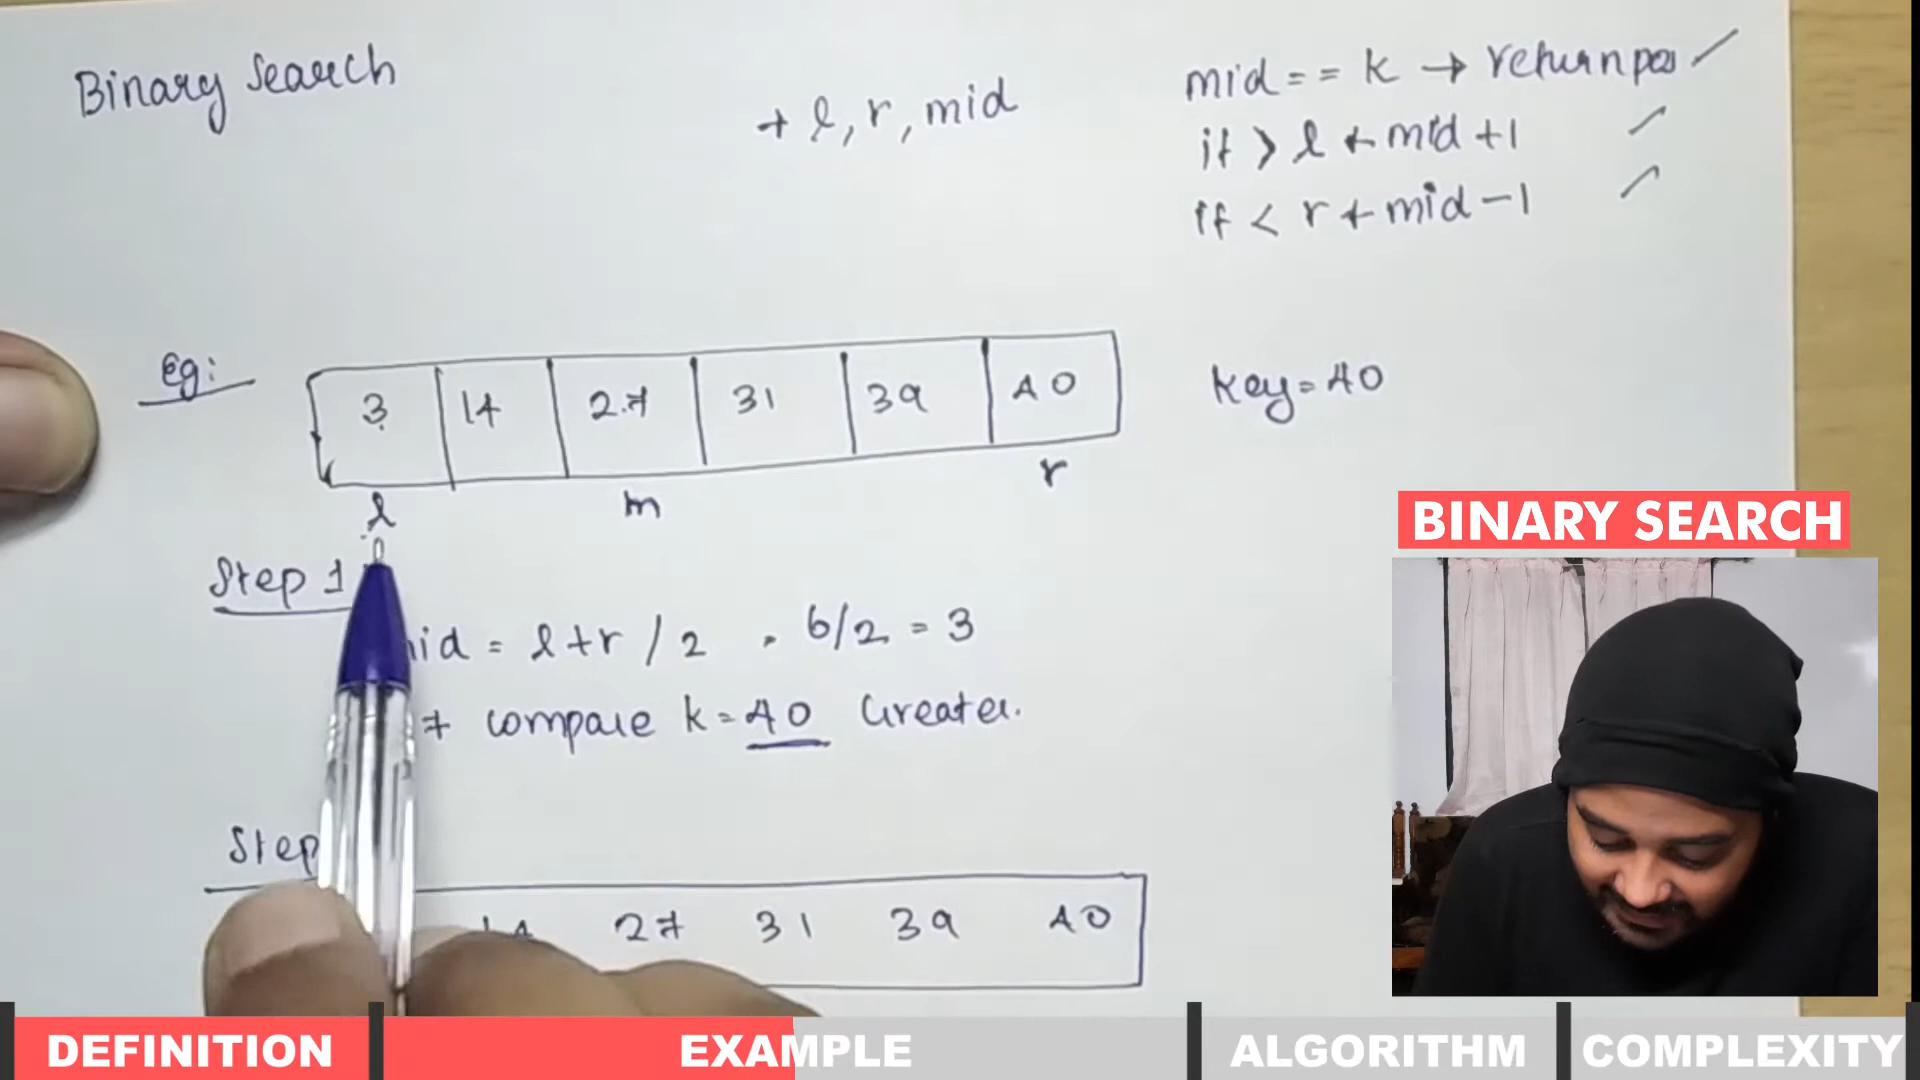 Binary Search
→ l, r, mid
mid == k → return pos
if > l ← mid +1
if < r ← mid -1
Eg:
3 14 27 31 39 40
Key = 40
l m r
Step 1
= l+r / 2 = 6/2 = 3
compare k = 40 Greater.
Step
27 31 39 40
BINARY SEARCH
DEFINITION EXAMPLE ALGORITHM COMPLEXITY